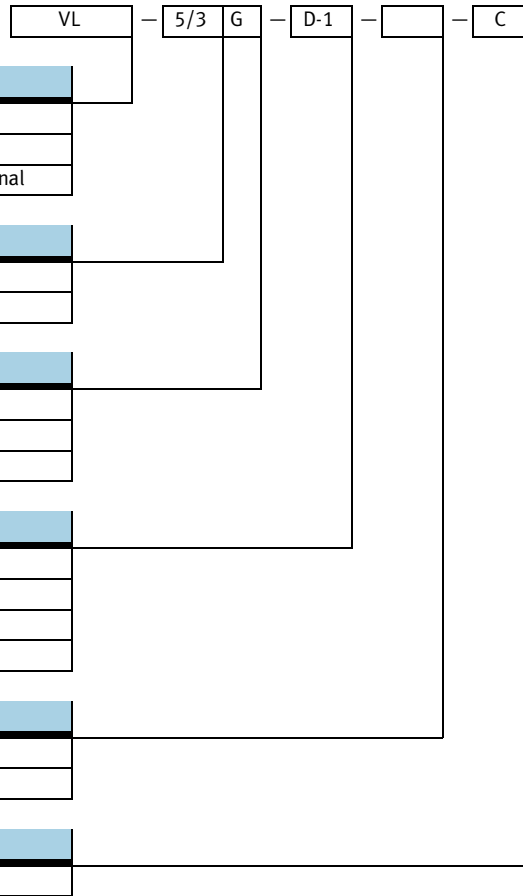 VL — 5/3 G — D-1 — — C
nal